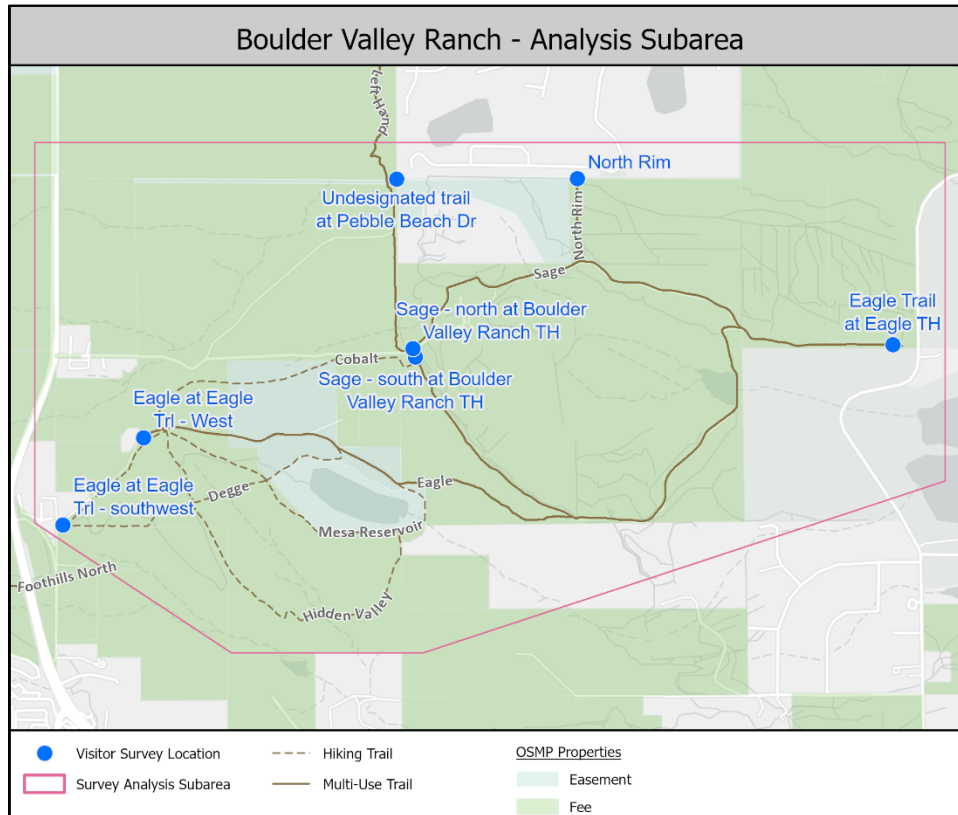 Boulder Valley Ranch - Analysis Subarea
Left Hand
North Rim
Undesignated trail
at Pebble Beach Dr
North Rim
Sage
Sage - north at Boulder
Valley Ranch TH
Eagle Trail
at Eagle TH
Cobalt
Sage - south at Boulder
Valley Ranch TH
Eagle at Eagle
Trl - West
Degge
Eagle
Eagle at Eagle
Trl - southwest
Mesa Reservoir
Foothills North
Hidden Valley
Visitor Survey Location
Hiking Trail
OSMP Properties
Survey Analysis Subarea
Multi-Use Trail
Easement
Fee